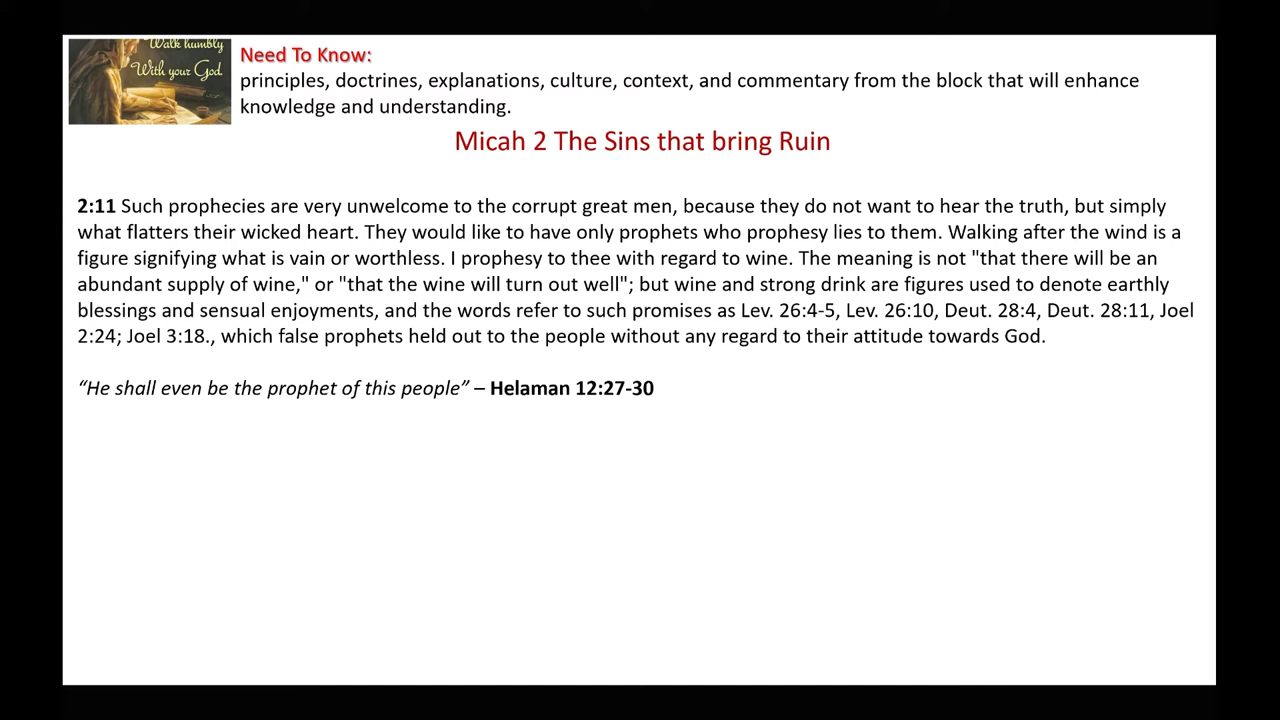 Walk humbly
With your God.
Need To Know:
principles, doctrines, explanations, culture, context, and commentary from the block that will enhance
knowledge and understanding.
Micah 2 The Sins that bring Ruin
2:11 Such prophecies are very unwelcome to the corrupt great men, because they do not want to hear the truth, but simply
what flatters their wicked heart. They would like to have only prophets who prophesy lies to them. Walking after the wind is a
figure signifying what is vain or worthless. I prophesy to thee with regard to wine. The meaning is not "that there will be an
abundant supply of wine," or "that the wine will turn out well"; but wine and strong drink are figures used to denote earthly
blessings and sensual enjoyments, and the words refer to such promises as Lev. 26:4-5, Lev. 26:10, Deut. 28:4, Deut. 28:11, Joel
2:24; Joel 3:18., which false prophets held out to the people without any regard to their attitude towards God.
“He shall even be the prophet of this people” – Helaman 12:27-30